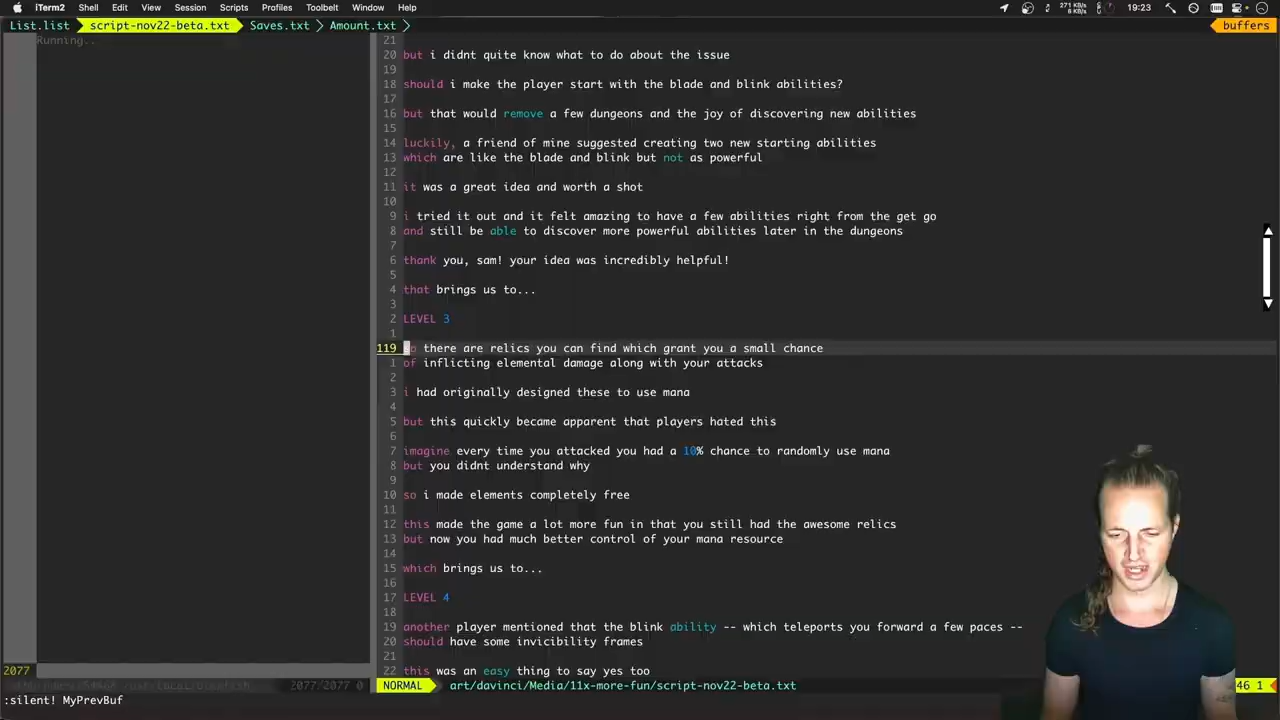 iTerm2 Shell Edit View Session Scripts Profiles Toolbelt Window Help 271 KB 8 KB 19:23
List.list script-nov22-beta.txt Saves.txt Amount.txt buffers
Running..
21
20 but i didnt quite know what to do about the issue
19
18 should i make the player start with the blade and blink abilities?
17
16 but that would remove a few dungeons and the joy of discovering new abilities
15
14 luckily, a friend of mine suggested creating two new starting abilities
13 which are like the blade and blink but not as powerful
12
11 it was a great idea and worth a shot
10
9 i tried it out and it felt amazing to have a few abilities right from the get go
8 and still be able to discover more powerful abilities later in the dungeons
7
6 thank you, sam! your idea was incredibly helpful!
5
4 that brings us to...
3
2 LEVEL 3
1
119 so there are relics you can find which grant you a small chance
1 of inflicting elemental damage along with your attacks
2
3 i had originally designed these to use mana
4
5 but this quickly became apparent that players hated this
6
7 imagine every time you attacked you had a 10% chance to randomly use mana
8 but you didnt understand why
9
10 so i made elements completely free
11
12 this made the game a lot more fun in that you still had the awesome relics
13 but now you had much better control of your mana resource
14
15 which brings us to...
16
17 LEVEL 4
18
19 another player mentioned that the blink ability -- which teleports you forward a few paces --
20 should have some invicibility frames
21
22 this was an easy thing to say yes too
2077
2077/2077 0 NORMAL art/davinci/Media/11x-more-fun/script-nov22-beta.txt 46 1
:silent! MyPrevBuf